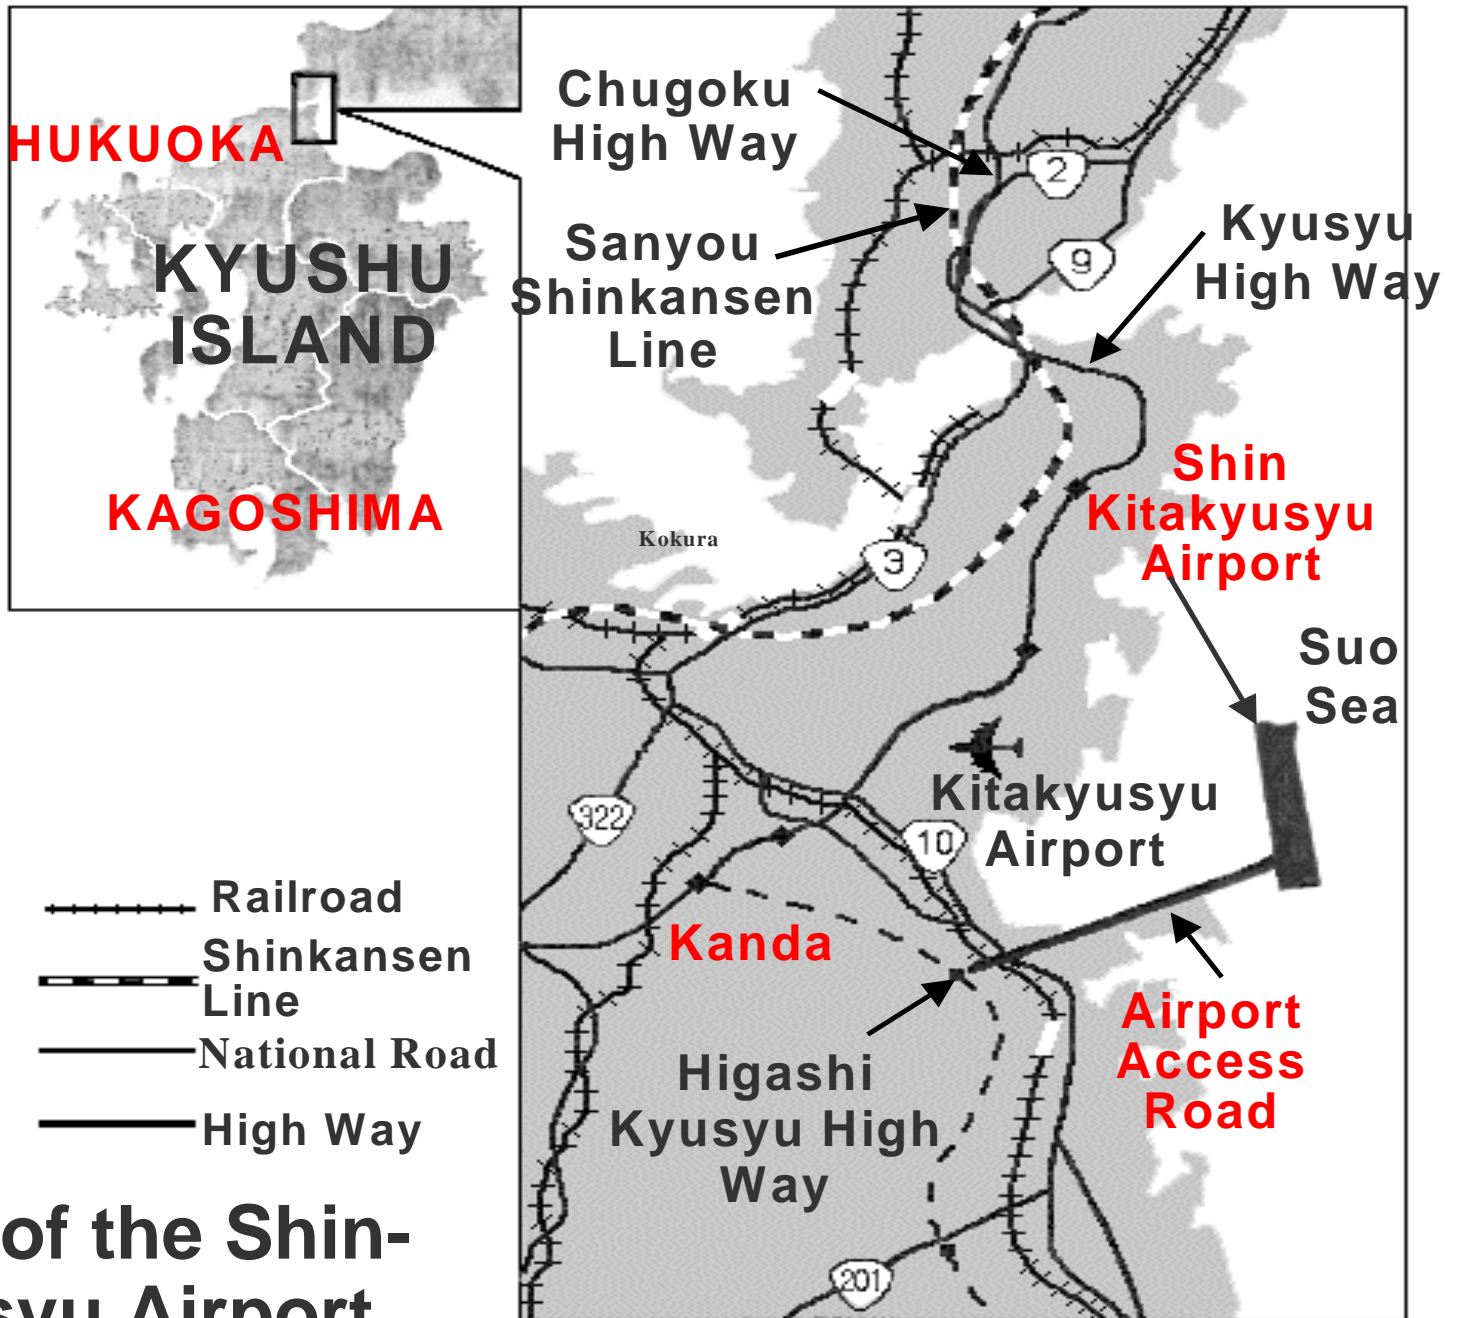 HUKUOKA
KYUSHU
ISLAND
KAGOSHIMA
Chugoku
High Way
2
Sanyou
Shinkansen
Line
9
Kyusyu
High Way
Shin
Kitakyusyu
Airport
Kokura
3
Suo
Sea
322
Kitakyusyu
Airport
10
Kanda
Railroad
Shinkansen
Line
National Road
High Way
Higashi
Kyusyu High
Way
Airport
Access
Road
201
of the Shin-
syu Airport